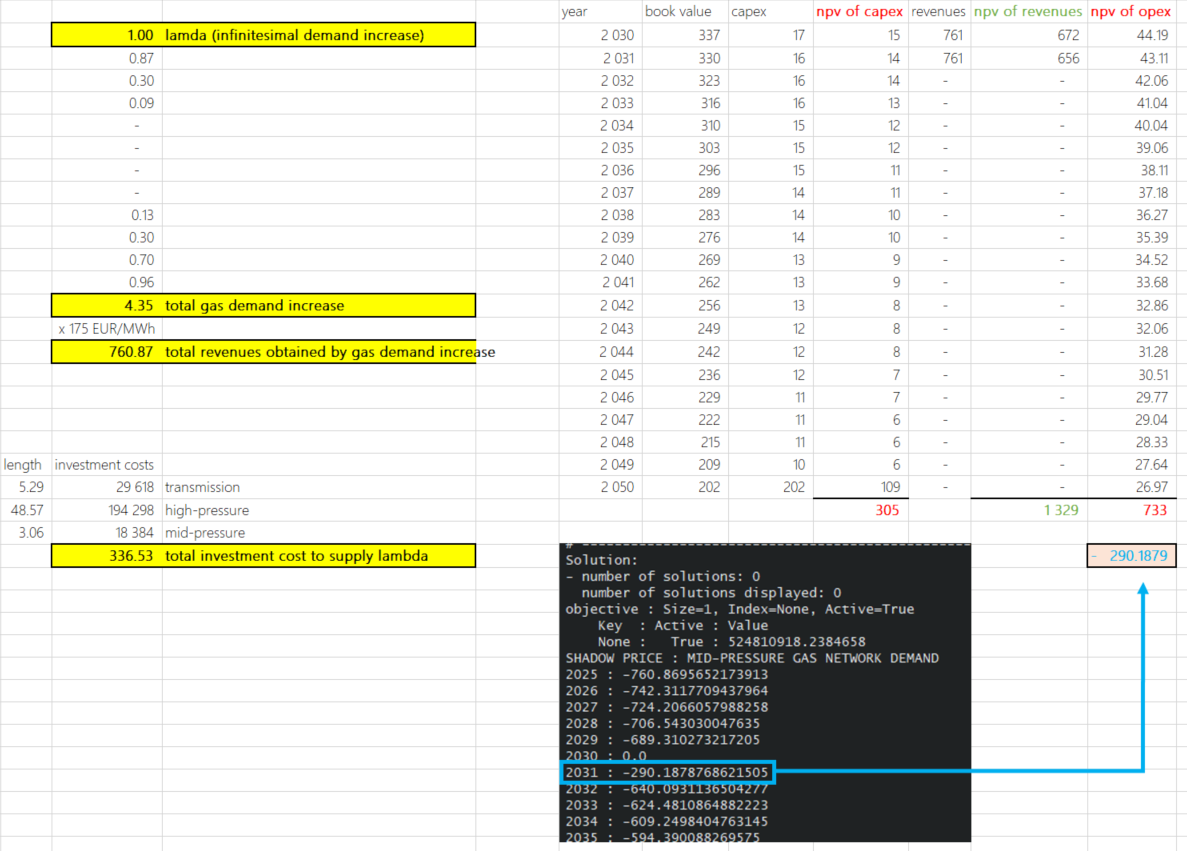 year book value capex npv of capex revenues npv of revenues npv of opex
1.00 lamda (infinitesimal demand increase) 2 030 337 17 15 761 672 44.19
0.87 2 031 330 16 14 761 656 43.11
0.30 2 032 323 16 14 - - 42.06
0.09 2 033 316 16 13 - - 41.04
- 2 034 310 15 12 - - 40.04
- 2 035 303 15 12 - - 39.06
- 2 036 296 15 11 - - 38.11
- 2 037 289 14 11 - - 37.18
0.13 2 038 283 14 10 - - 36.27
0.30 2 039 276 14 10 - - 35.39
0.70 2 040 269 13 9 - - 34.52
0.96 2 041 262 13 9 - - 33.68
4.35 total gas demand increase 2 042 256 13 8 - - 32.86
x 175 EUR/MWh 2 043 249 12 8 - - 32.06
760.87 total revenues obtained by gas demand increase 2 044 242 12 8 - - 31.28
2 045 236 12 7 - - 30.51
2 046 229 11 7 - - 29.77
2 047 222 11 6 - - 29.04
2 048 215 11 6 - - 28.33
length investment costs 2 049 209 10 6 - - 27.64
5.29 29 618 transmission 2 050 202 202 109 - - 26.97
48.57 194 298 high-pressure 305 1 329 733
3.06 18 384 mid-pressure
336.53 total investment cost to supply lambda - 290.1879
# ----------------------------------------------------------
Solution:
- number of solutions: 0
number of solutions displayed: 0
objective : Size=1, Index=None, Active=True
Key : Active : Value
None : True : 524810918.2384658
SHADOW PRICE : MID-PRESSURE GAS NETWORK DEMAND
2025 : -760.8695652173913
2026 : -742.3117709437964
2027 : -724.2066057988258
2028 : -706.543030047635
2029 : -689.310273217205
2030 : 0.0
2031 : -290.1878768621505
2032 : -640.0931136504277
2033 : -624.4810864882223
2034 : -609.2498404763145
2035 : -594.390088269575